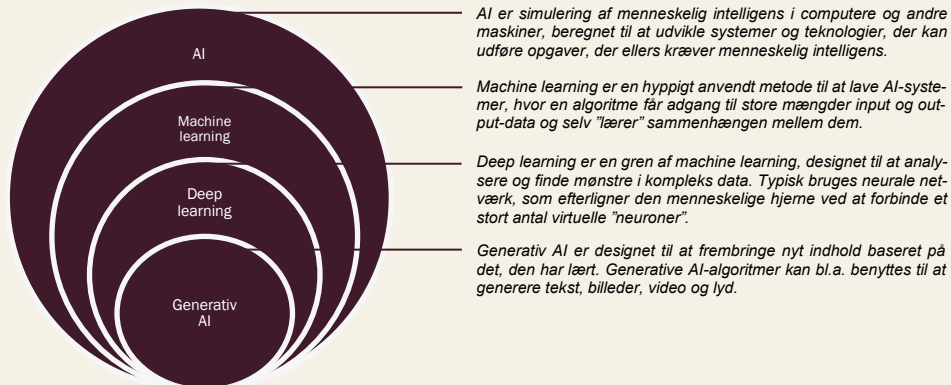 AI
Machine
learning
Deep
learning
Generativ
AI
AI er simulering af menneskelig intelligens i computere og andre
maskiner, beregnet til at udvikle systemer og teknologier, der kan
udføre opgaver, der ellers kræver menneskelig intelligens.
Machine learning er en hyppigt anvendt metode til at lave AI-syste-
mer, hvor en algoritme får adgang til store mængder input og out-
put-data og selv ”lærer” sammenhængen mellem dem.
Deep learning er en gren af machine learning, designet til at analy-
sere og finde mønstre i kompleks data. Typisk bruges neurale net-
værk, som efterligner den menneskelige hjerne ved at forbinde et
stort antal virtuelle ”neuroner”.
Generativ AI er designet til at frembringe nyt indhold baseret på
det, den har lært. Generative AI-algoritmer kan bl.a. benyttes til at
generere tekst, billeder, video og lyd.